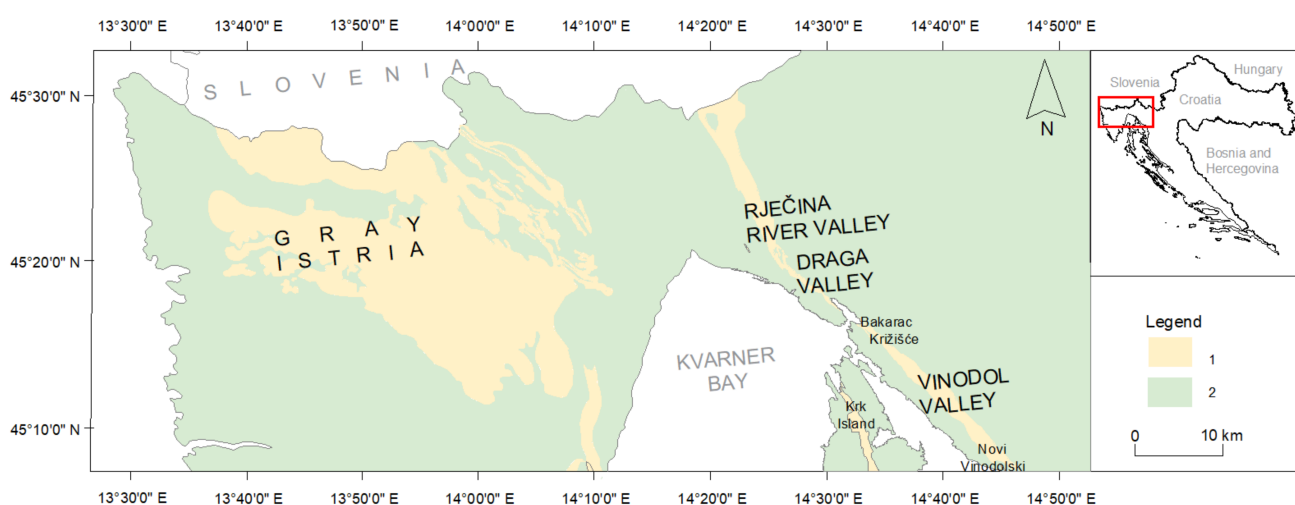 13°30'0" E 13°40'0" E 13°50'0" E 14°00'0" E 14°10'0" E 14°20'0" E 14°30'0" E 14°40'0" E 14°50'0" E
45°30'0" N
45°20'0" N
45°10'0" N
SLOVENIA
GRAY
ISTRIA
RJEČINA
RIVER VALLEY
DRAGA
VALLEY
Bakarac
Križišće
KVARNER
BAY
VINODOL
VALLEY
Krk
Island
Novi
Vinodolski
N
Slovenia
Hungary
Croatia
Bosnia and
Hercegovina
Legend
1
2
0 10 km
13°30'0" E 13°40'0" E 13°50'0" E 14°00'0" E 14°10'0" E 14°20'0" E 14°30'0" E 14°40'0" E 14°50'0" E